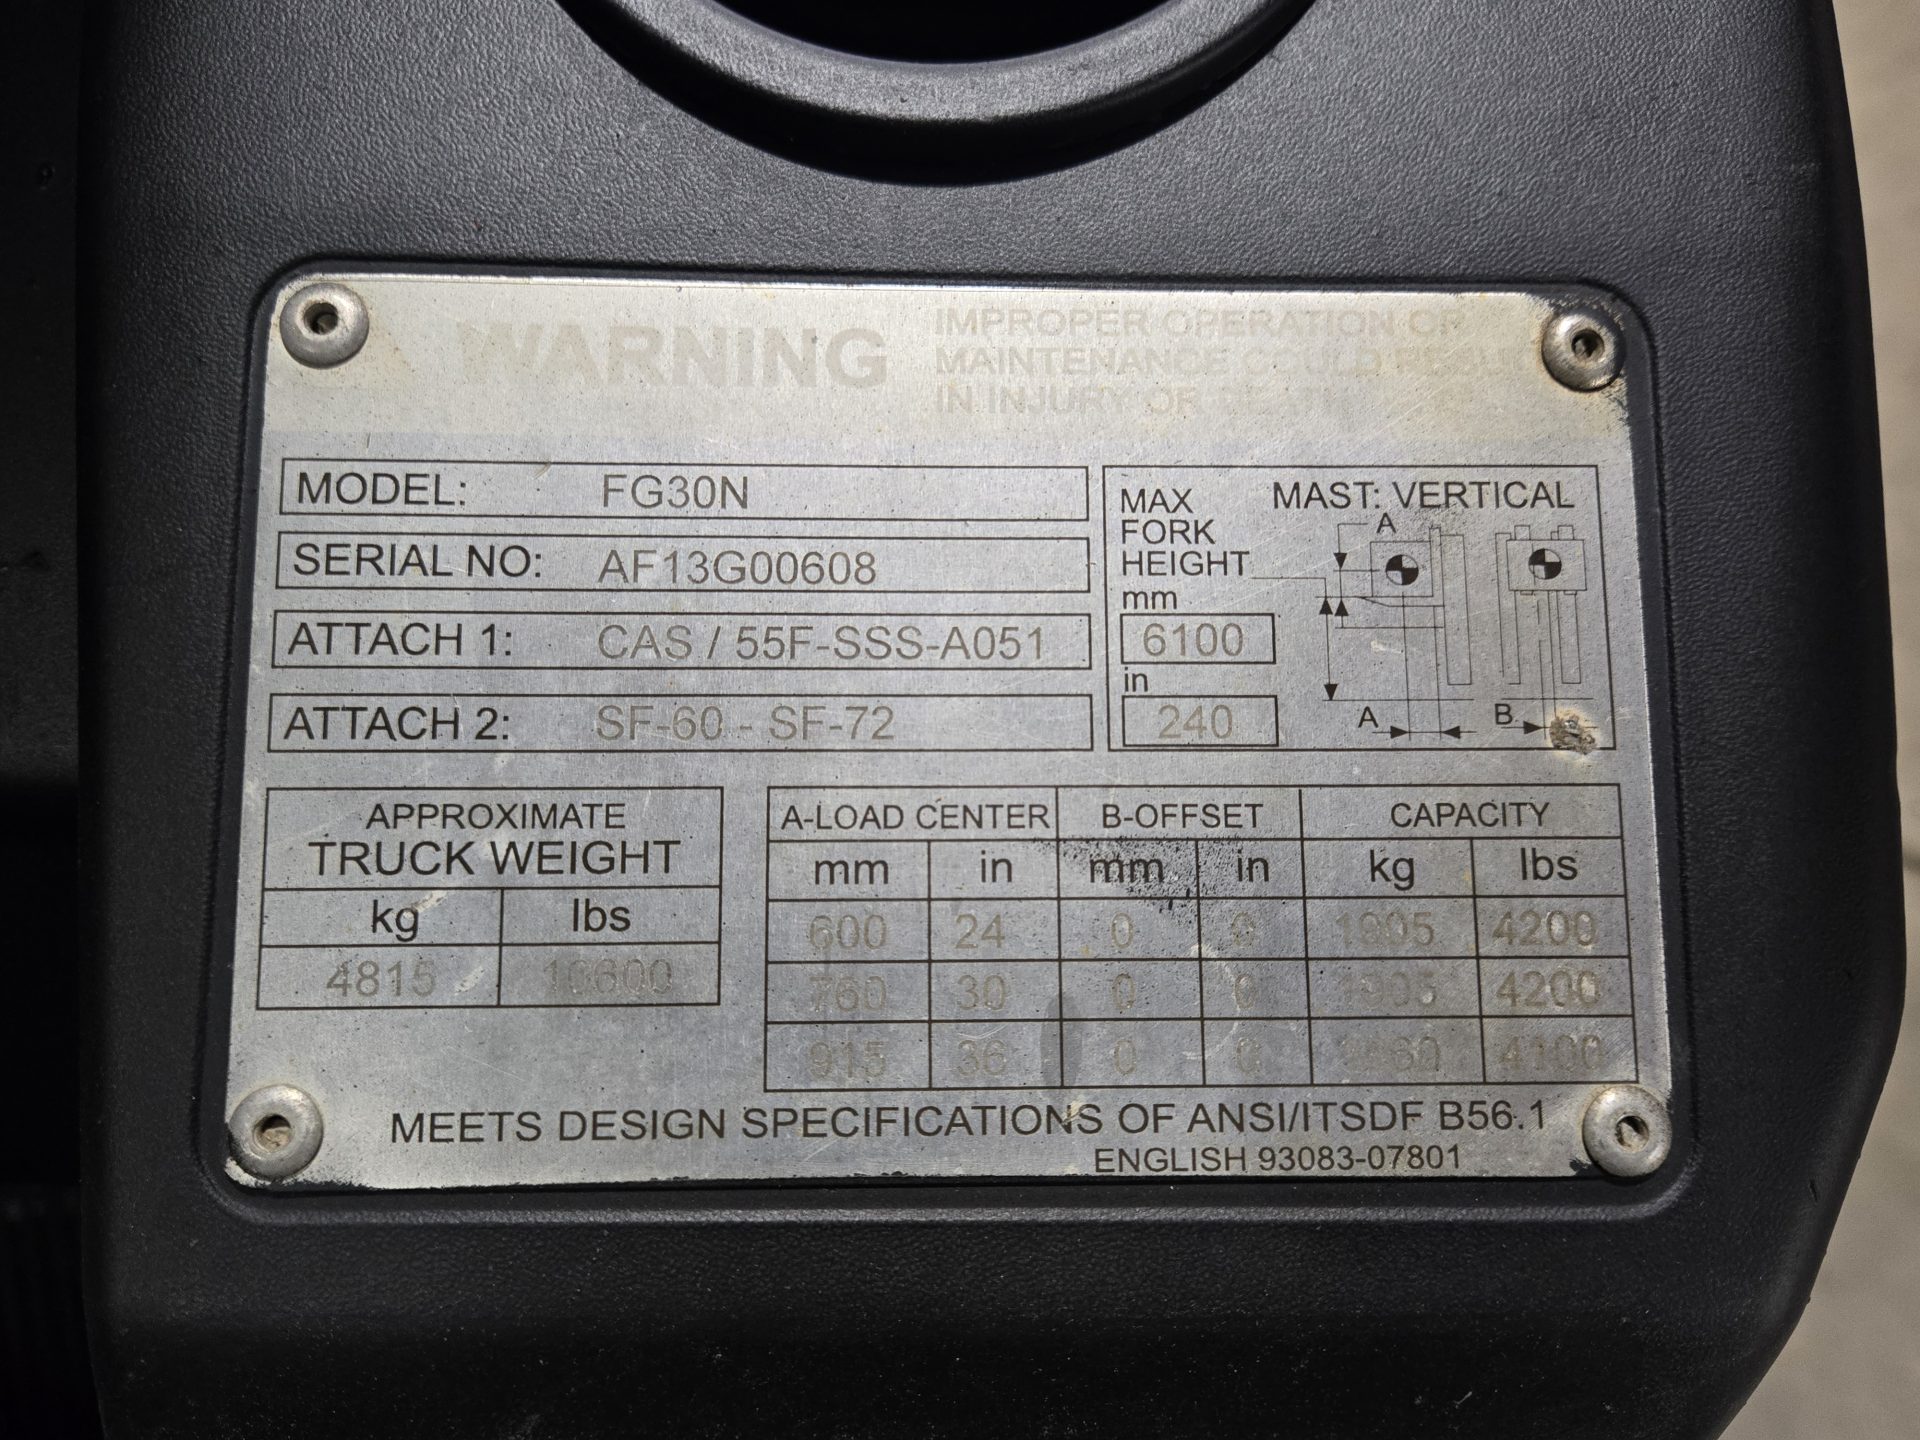 WARNING
IMPROPER OPERATION OR
MAINTENANCE COULD RESULT
IN INJURY OR DEATH
MODEL: FG30N
SERIAL NO: AF13G00608
ATTACH 1: CAS / 55F-SSS-A051
ATTACH 2: SF-60 - SF-72
MAX FORK HEIGHT
MAST: VERTICAL
A
mm
6100
in
240
A B
APPROXIMATE
TRUCK WEIGHT
kg lbs
4815 10600
A-LOAD CENTER B-OFFSET CAPACITY
mm in mm in kg lbs
600 24 0 0 1905 4200
760 30 0 0 1905 4200
915 36 0 0 1860 4100
MEETS DESIGN SPECIFICATIONS OF ANSI/ITSDF B56.1
ENGLISH 93083-07801